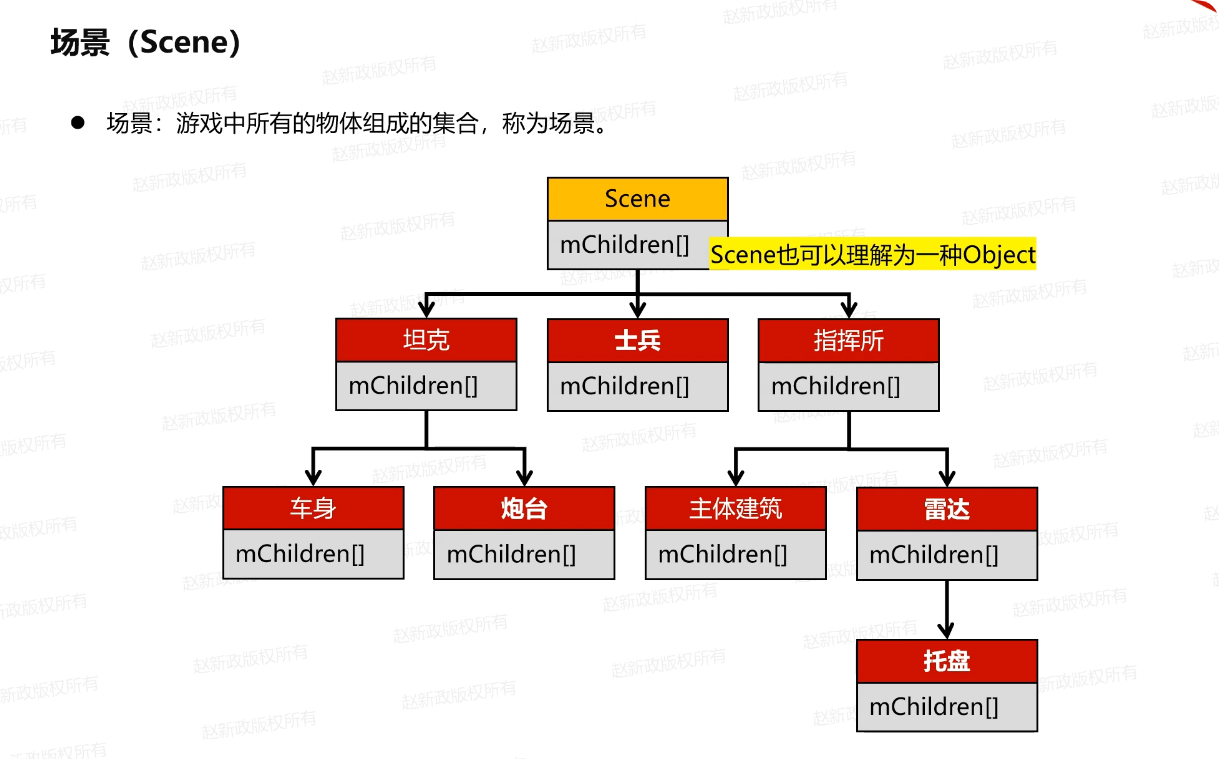 场景（Scene）
● 场景：游戏中所有的物体组成的集合，称为场景。
Scene
mChildren[]
Scene也可以理解为一种Object
坦克
士兵
指挥所
mChildren[]
mChildren[]
mChildren[]
车身
炮台
主体建筑
雷达
mChildren[]
mChildren[]
mChildren[]
mChildren[]
托盘
mChildren[]
赵新政版权所有